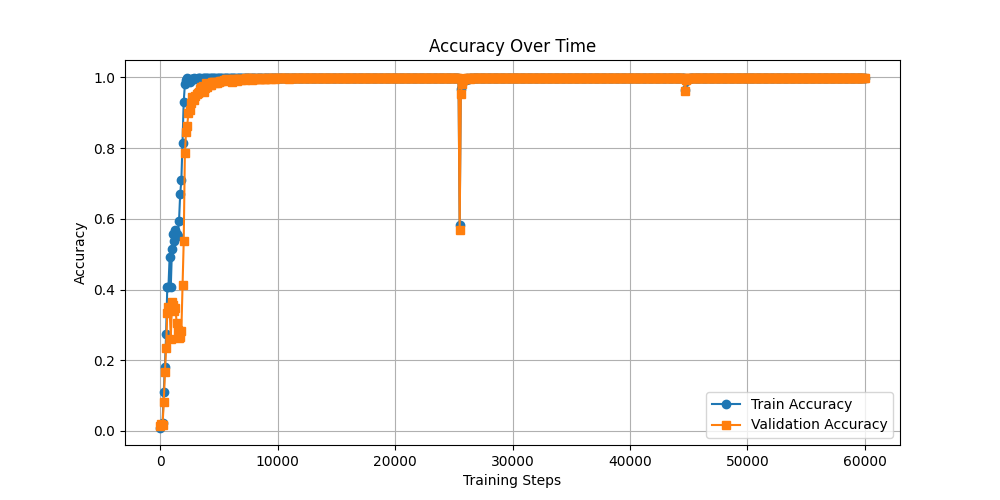 Accuracy Over Time
1.0
0.8
0.6
0.4
0.2
0.0
Accuracy
0 10000 20000 30000 40000 50000 60000
Training Steps
Train Accuracy
Validation Accuracy